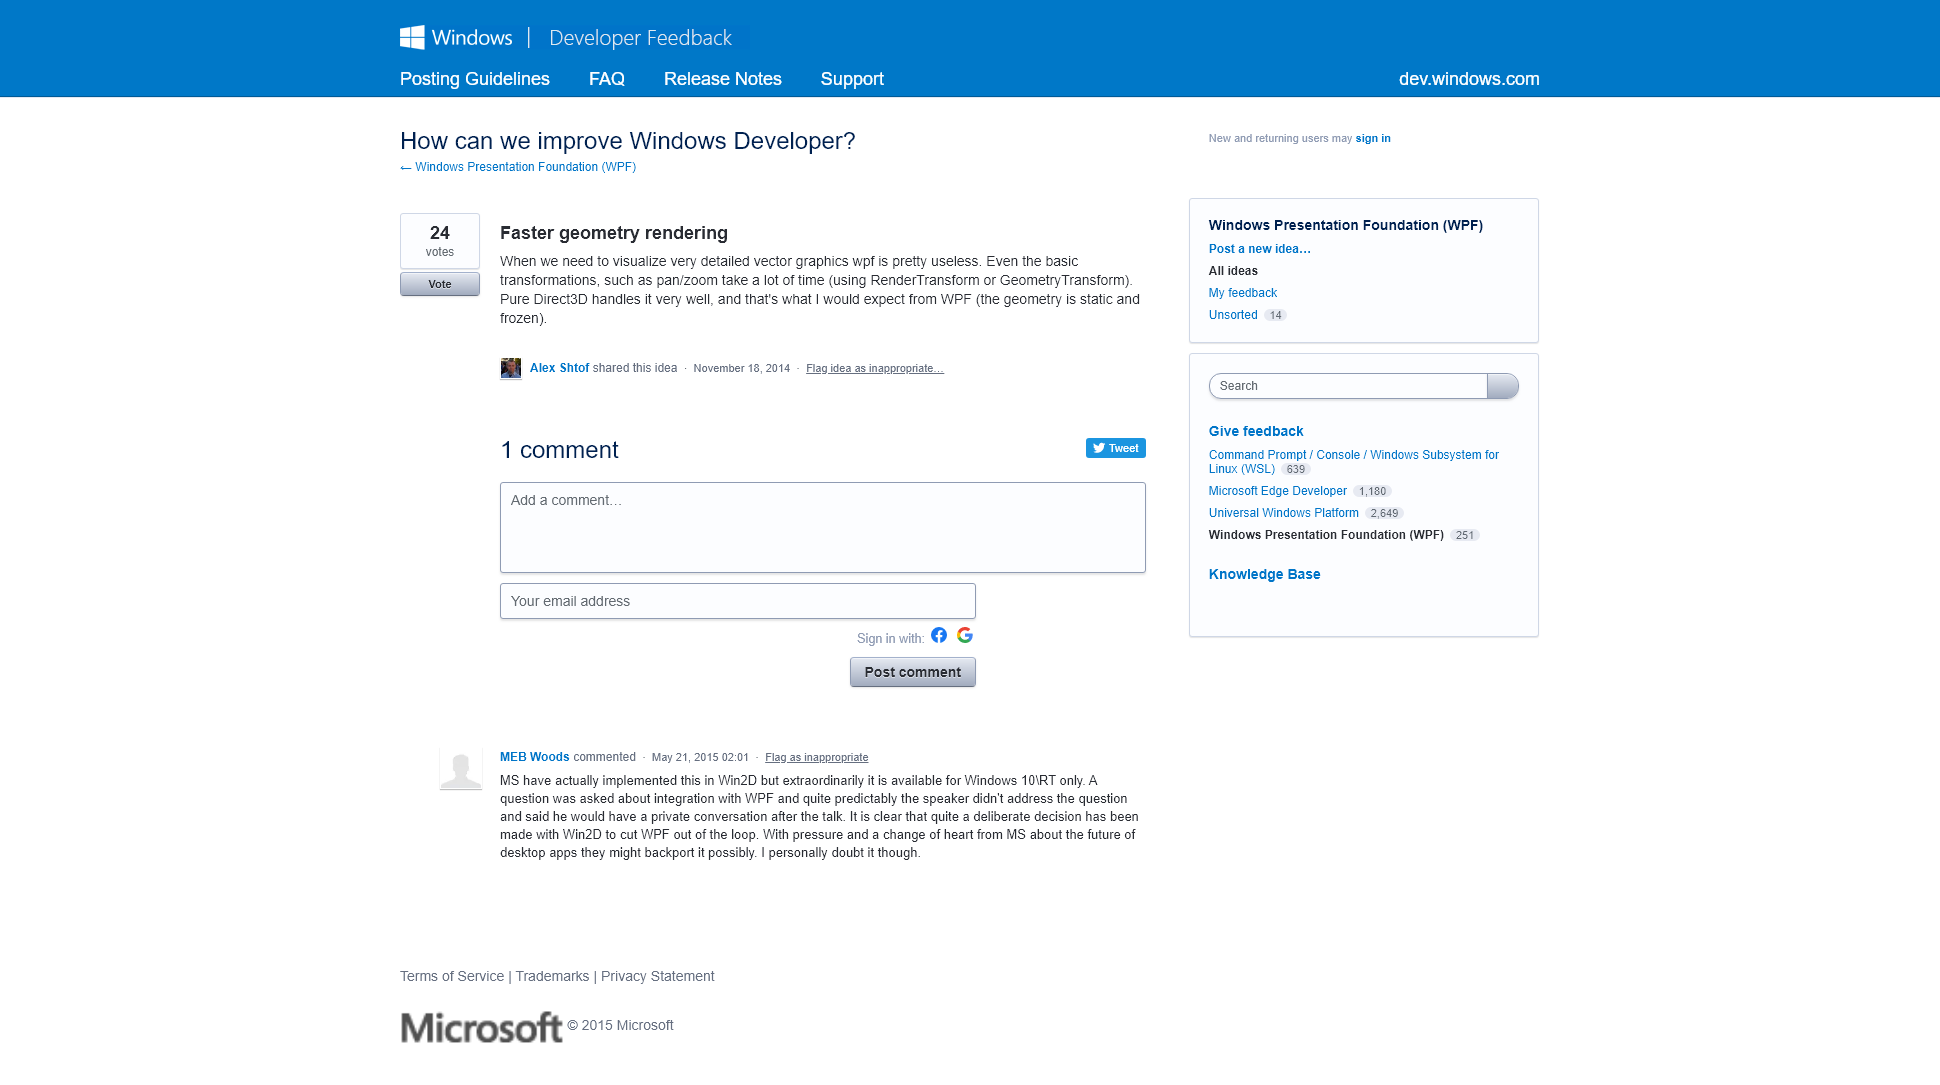 Windows | Developer Feedback
Posting Guidelines FAQ Release Notes Support dev.windows.com
How can we improve Windows Developer?
← Windows Presentation Foundation (WPF)
New and returning users may sign in
24
votes
Vote
Faster geometry rendering
When we need to visualize very detailed vector graphics wpf is pretty useless. Even the basic
transformations, such as pan/zoom take a lot of time (using RenderTransform or GeometryTransform).
Pure Direct3D handles it very well, and that's what I would expect from WPF (the geometry is static and
frozen).
Alex Shtof shared this idea · November 18, 2014 · Flag idea as inappropriate…
1 comment
Tweet
Add a comment…
Your email address
Sign in with:
Post comment
MEB Woods commented · May 21, 2015 02:01 · Flag as inappropriate
MS have actually implemented this in Win2D but extraordinarily it is available for Windows 10\RT only. A
question was asked about integration with WPF and quite predictably the speaker didn't address the question
and said he would have a private conversation after the talk. It is clear that quite a deliberate decision has been
made with Win2D to cut WPF out of the loop. With pressure and a change of heart from MS about the future of
desktop apps they might backport it possibly. I personally doubt it though.
Windows Presentation Foundation (WPF)
Post a new idea…
All ideas
My feedback
Unsorted 14
Search
Give feedback
Command Prompt / Console / Windows Subsystem for
Linux (WSL) 639
Microsoft Edge Developer 1,180
Universal Windows Platform 2,649
Windows Presentation Foundation (WPF) 251
Knowledge Base
Terms of Service | Trademarks | Privacy Statement
Microsoft © 2015 Microsoft